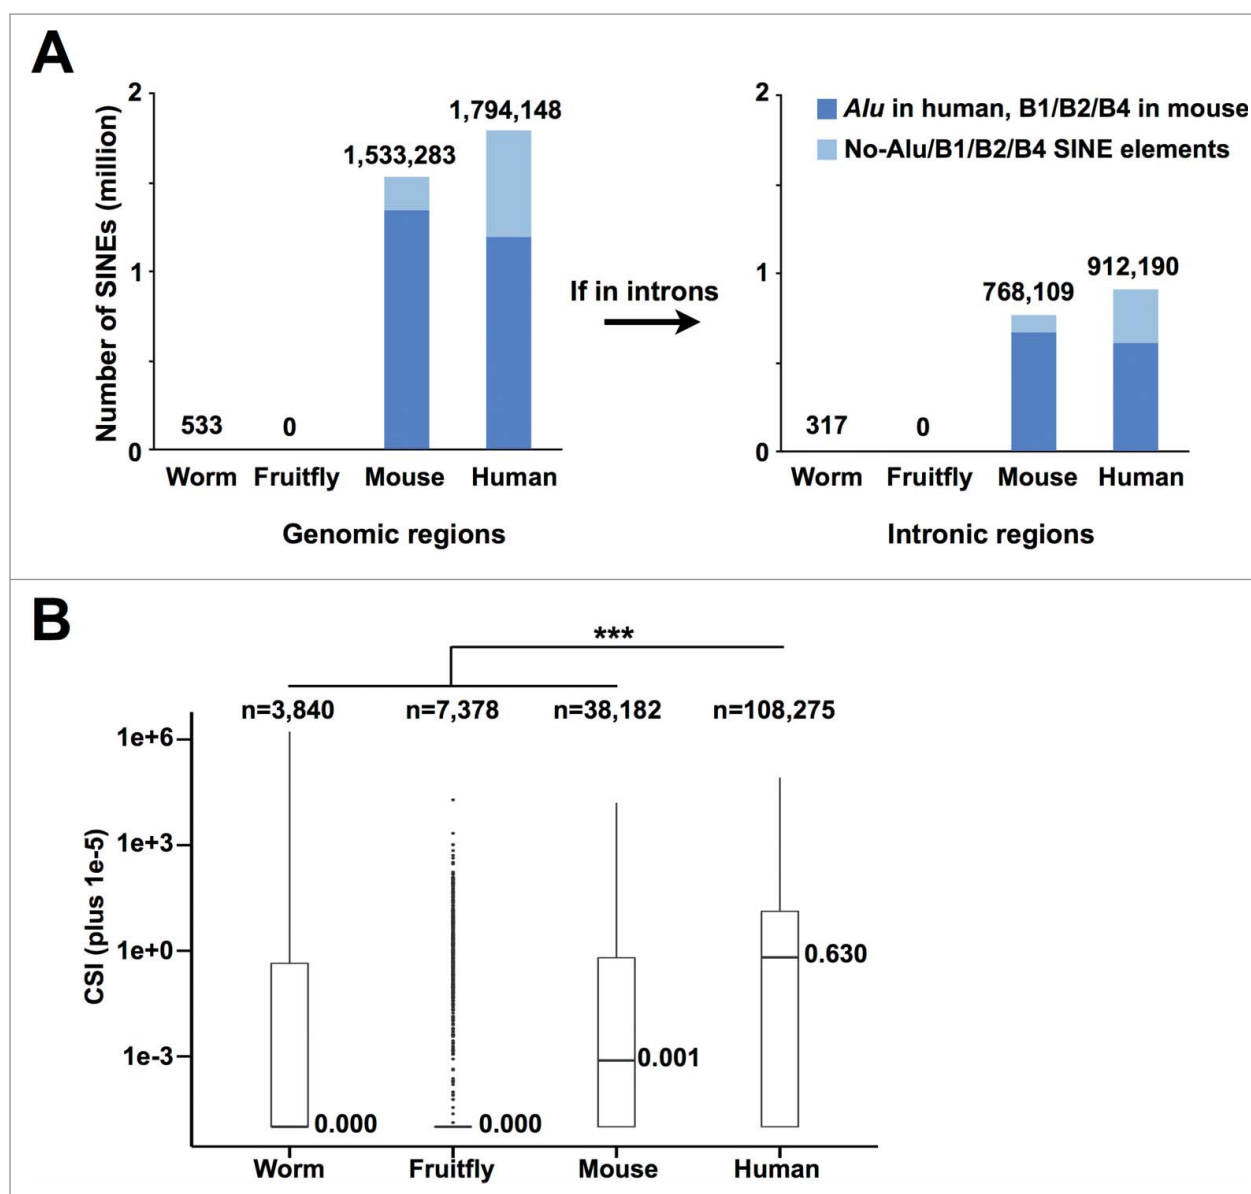 A
Number of SINEs (million)
2
1
0
1,794,148
1,533,283
533
0
Worm Fruitfly Mouse Human
Genomic regions
If in introns
2
1
0
Alu in human, B1/B2/B4 in mouse
No-Alu/B1/B2/B4 SINE elements
912,190
768,109
317
0
Worm Fruitfly Mouse Human
Intronic regions
B
***
n=3,840 n=7,378 n=38,182 n=108,275
CSI (plus 1e-5)
1e+6
1e+3
1e+0
1e-3
0.630
0.001
0.000
0.000
Worm Fruitfly Mouse Human